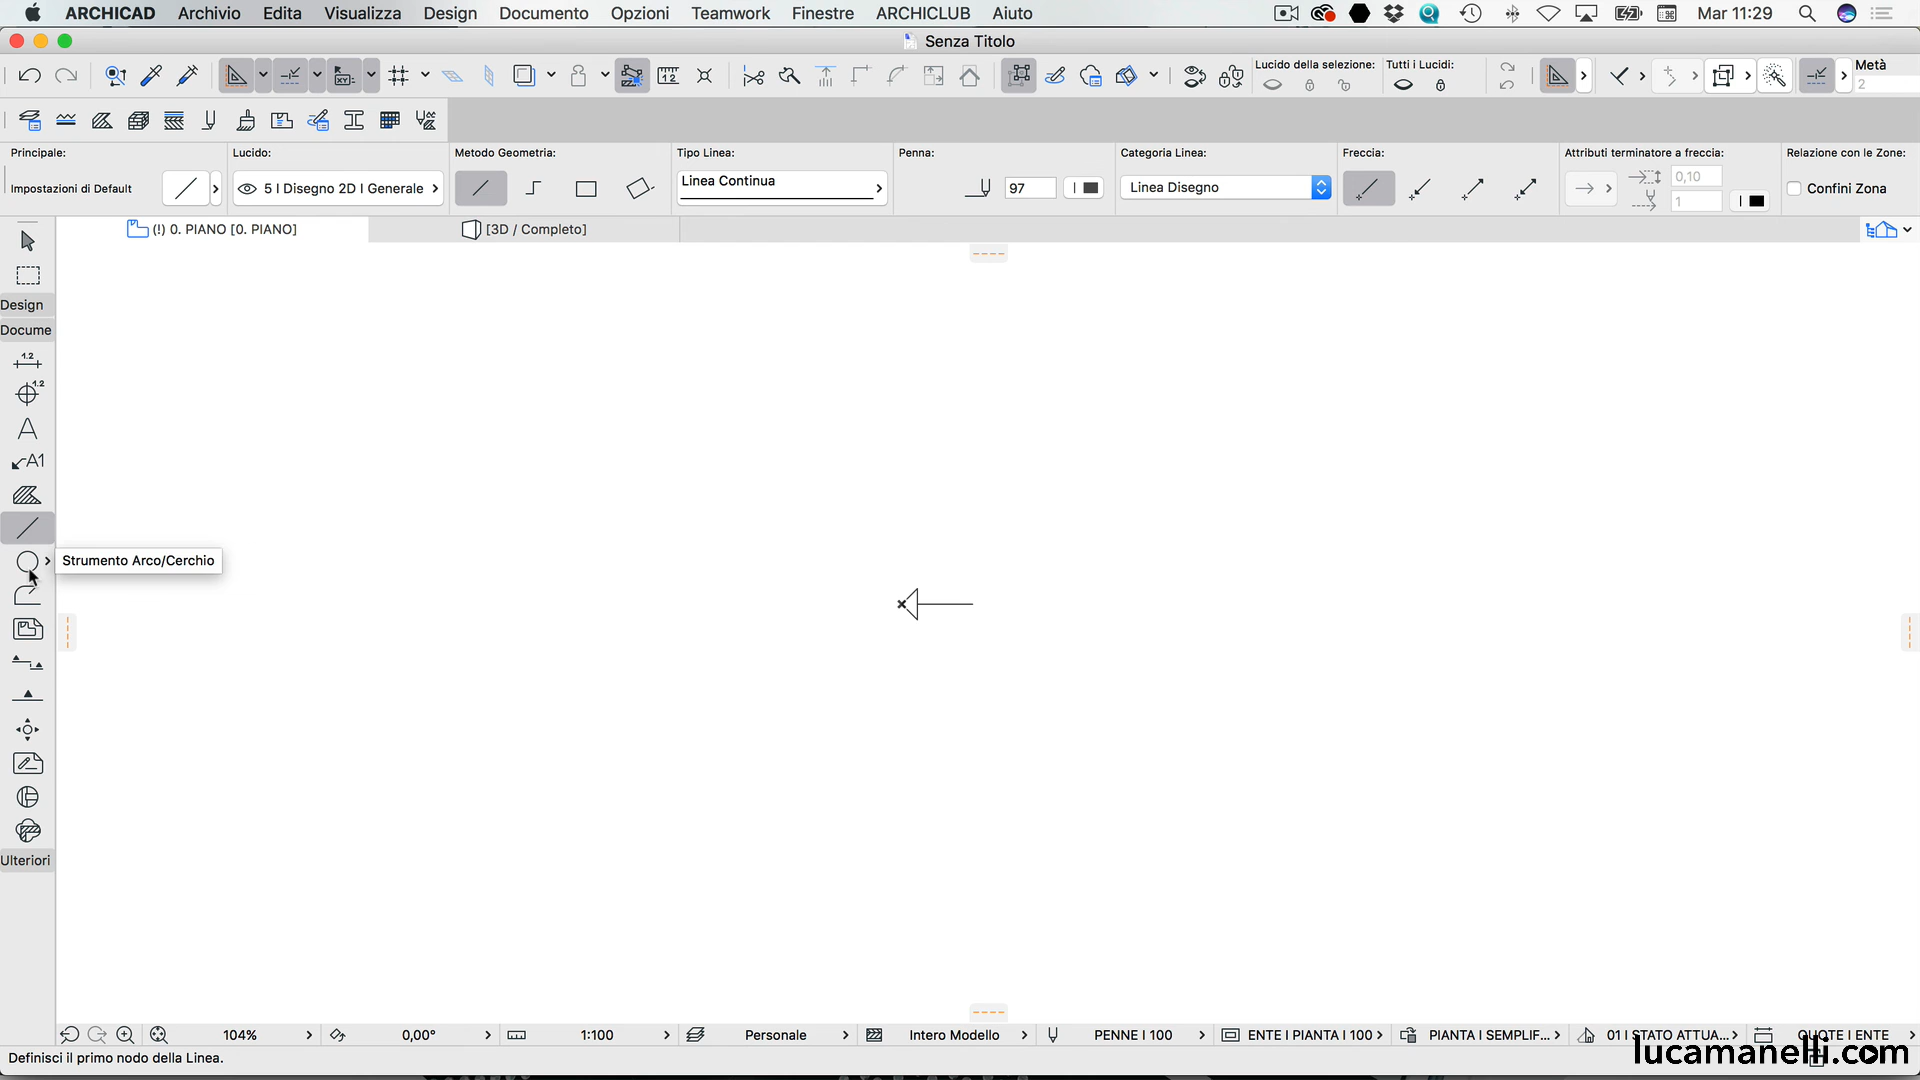 ARCHICAD Archivio Edita Visualizza Design Documento Opzioni Teamwork Finestre ARCHICLUB Aiuto Mar 11:29
Senza Titolo
Lucido della selezione: Tutti i Lucidi: Metà
2
Principale: Lucido: Metodo Geometria: Tipo Linea: Penna: Categoria Linea: Freccia: Attributi terminatore a freccia: Relazione con le Zone:
Impostazioni di Default 5 I Disegno 2D I Generale Linea Continua 97 Linea Disegno 0,10 Confini Zona
1
(!) 0. PIANO [0. PIANO] [3D / Completo]
Design
Docume
1.2
1.2
A
A1
Strumento Arco/Cerchio
Ulteriori
104% 0,00° 1:100 Personale Intero Modello PENNE I 100 ENTE I PIANTA I 100 PIANTA I SEMPLIF... 01 I STATO ATTUA... QUOTE I ENTE
Definisci il primo nodo della Linea.
lucamanelli.com